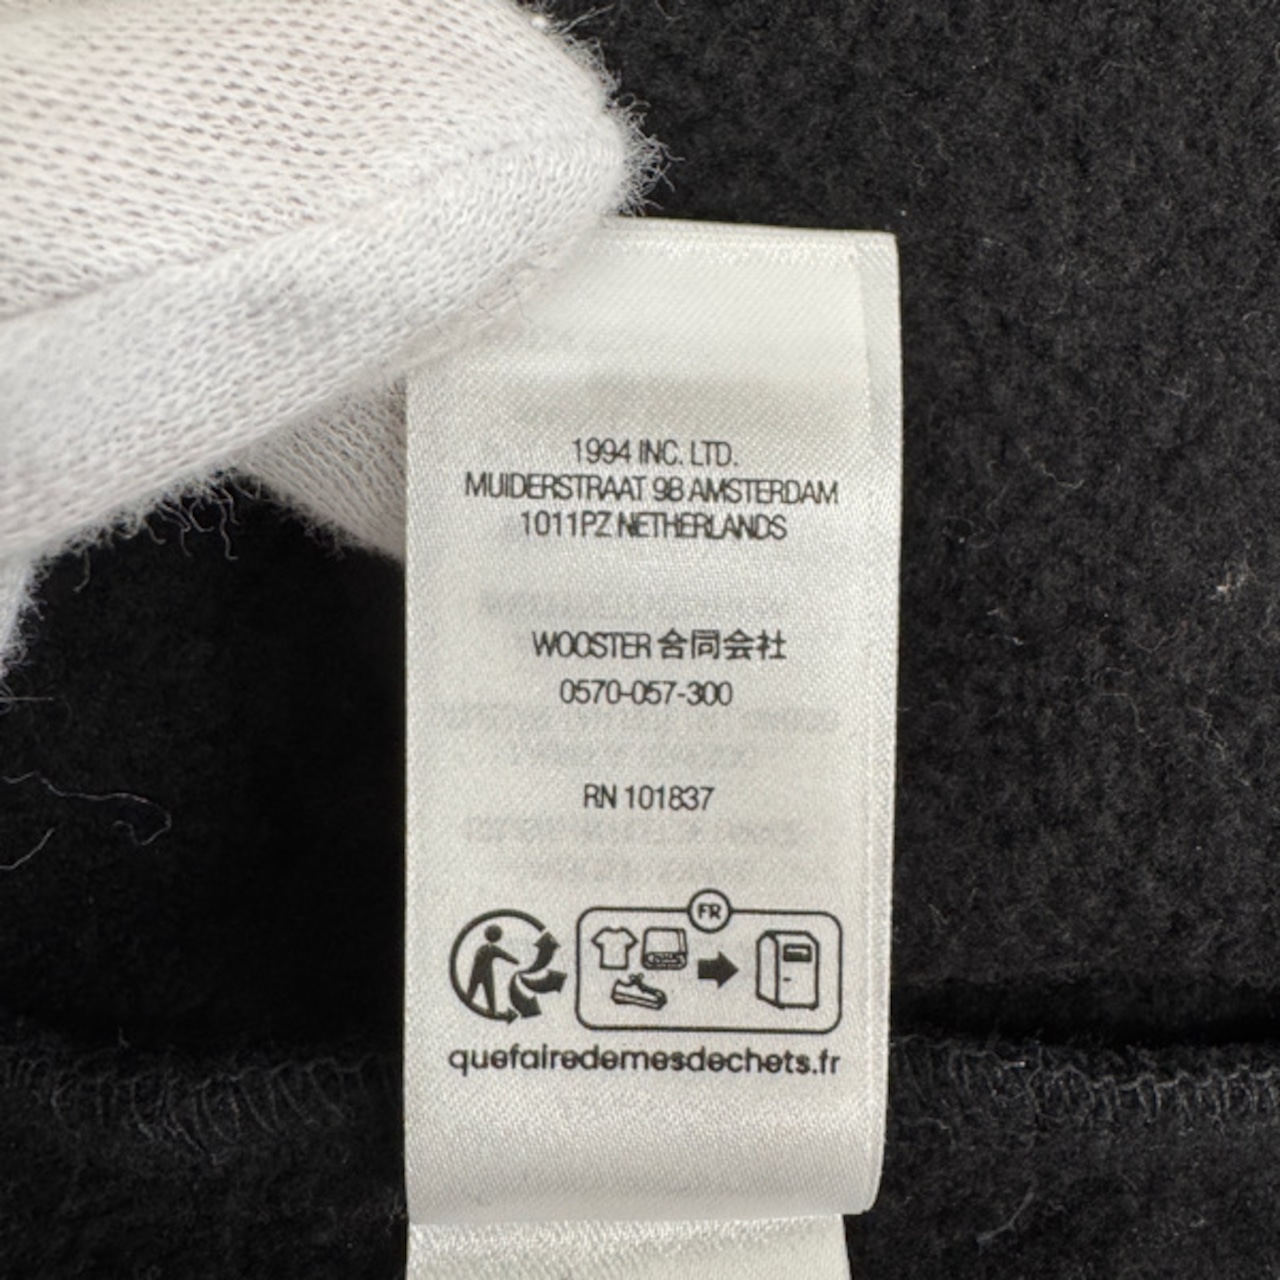 1994 INC. LTD.
MUIDERSTRAAT 9B AMSTERDAM
1011PZ NETHERLANDS
WOOSTER 合同会社
0570-057-300
RN 101837
FR
quefairedemesdechets.fr